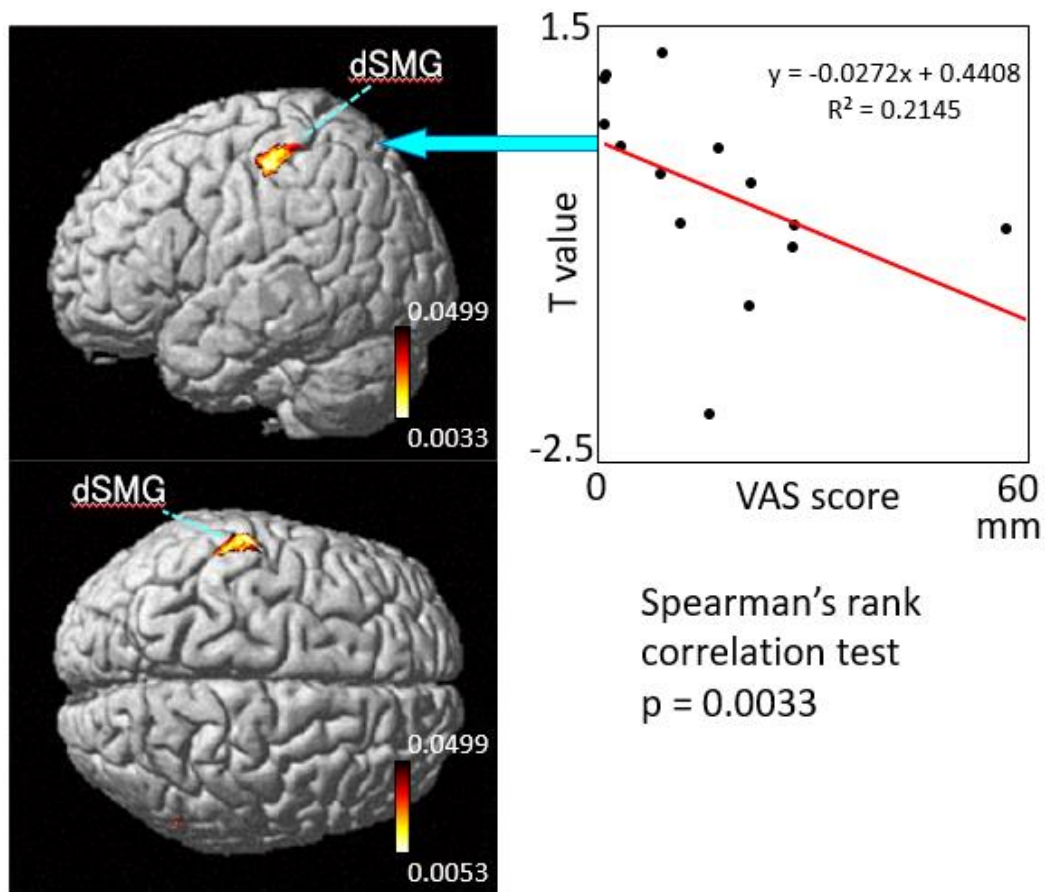 dSMG
0.0499
0.0033
dSMG
0.0499
0.0053
1.5
y = -0.0272x + 0.4408
R² = 0.2145
T value
-2.5
0
VAS score
60
mm
Spearman’s rank
correlation test
p = 0.0033